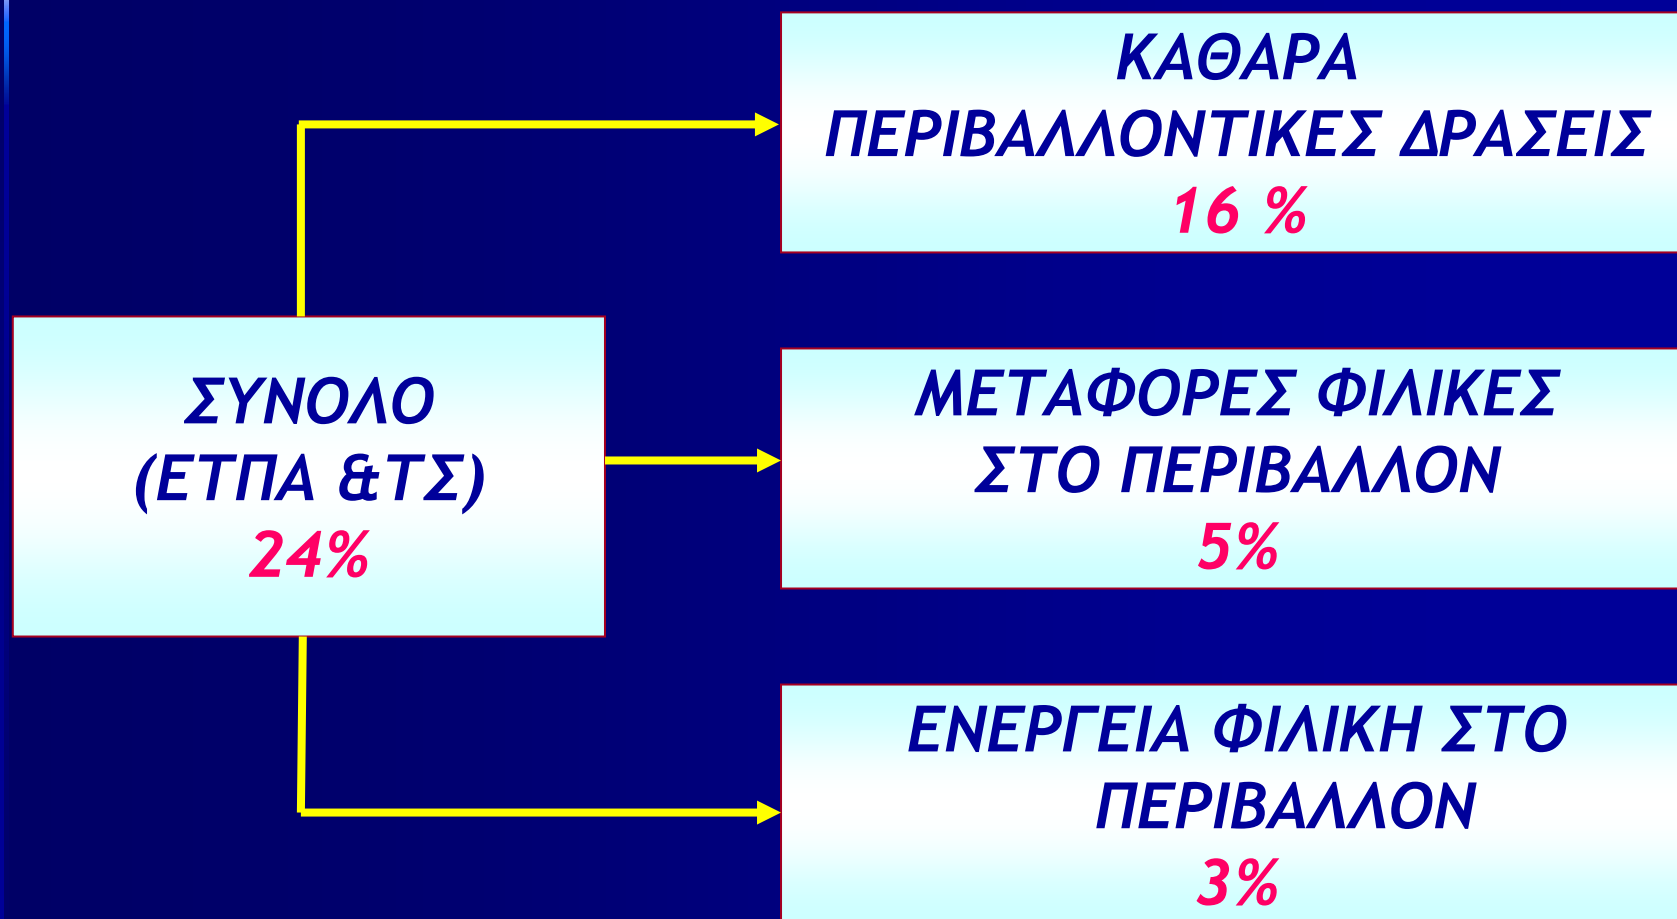 ΚΑΘΑΡΑ
ΠΕΡΙΒΑΛΛΟΝΤΙΚΕΣ ΔΡΑΣΕΙΣ
16 %
ΣΥΝΟΛΟ
(ΕΤΠΑ &ΤΣ)
24%
ΜΕΤΑΦΟΡΕΣ ΦΙΛΙΚΕΣ
ΣΤΟ ΠΕΡΙΒΑΛΛΟΝ
5%
ΕΝΕΡΓΕΙΑ ΦΙΛΙΚΗ ΣΤΟ
ΠΕΡΙΒΑΛΛΟΝ
3%